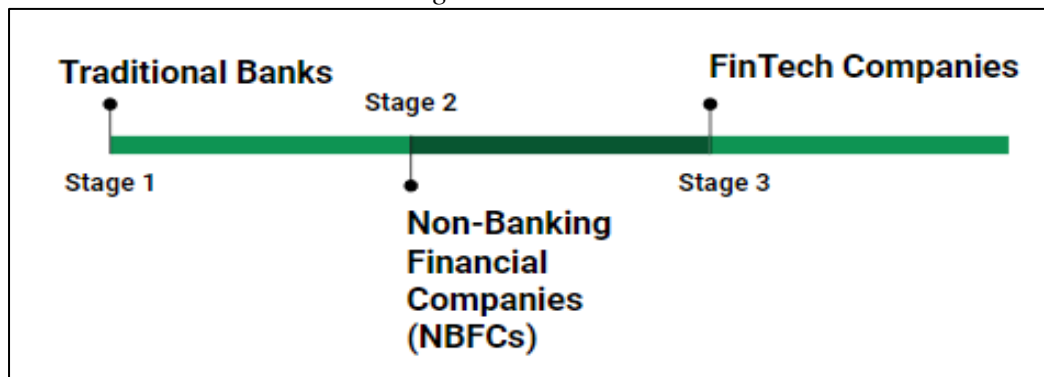 Traditional Banks
FinTech Companies
Stage 2
Stage 1
Stage 3
Non-Banking
Financial
Companies
(NBFCs)